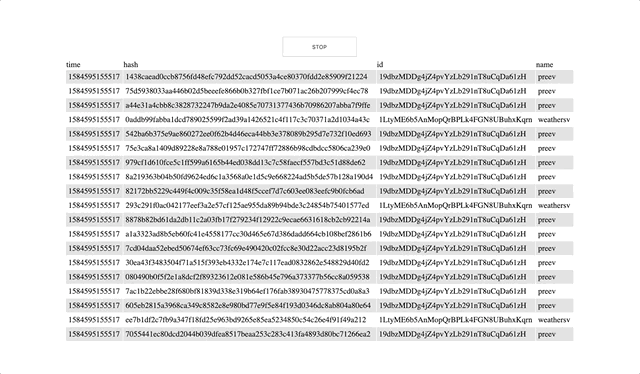 STOP
time hash id name
1584595155517 1438caead0ccb8756fd48efc792dd52cacd5053a4ce80370fdd2e85909f21224 19dbzMDDg4jZ4pvYzLb291nT8uCqDa61zH preev
1584595155517 75d5938033aa446b02d5beeefe866b0b327fbf1ce7b071ac26b207999cf4ec78 19dbzMDDg4jZ4pvYzLb291nT8uCqDa61zH preev
1584595155517 a44e31a4cbb8c3828732247b9da2e4085e70731377436b70986207abba7f9ffe 19dbzMDDg4jZ4pvYzLb291nT8uCqDa61zH preev
1584595155517 0addb99fabba1dcd789025599f2ad39a1426521c4f117c3c70371a2d1034a43c 1LtyME6b5AnMopQrBPLk4FGN8UBuhxKqrn weathersv
1584595155517 542ba6b375e9ae860272ee0f62b4d46eca44bb3e378089b295d7e732f10ed693 19dbzMDDg4jZ4pvYzLb291nT8uCqDa61zH preev
1584595155517 75e3ca8a1409d89228e8a788e01957c172747ff72886b98cdbdcc5806ca239e0 19dbzMDDg4jZ4pvYzLb291nT8uCqDa61zH preev
1584595155517 979cf1d610fce5c1ff599a6165b44ed038dd13c7c58faecf557bd3c51d88de62 19dbzMDDg4jZ4pvYzLb291nT8uCqDa61zH preev
1584595155517 8a219363b04b50fd9624ed6c1a3568a0e1d5c9e668224ad5b5de57b128a190d4 19dbzMDDg4jZ4pvYzLb291nT8uCqDa61zH preev
1584595155517 82172bb5229c449f4c009c35f58ea1d48f5ccef7d7c603ee083eefc9b0fcb6ad 19dbzMDDg4jZ4pvYzLb291nT8uCqDa61zH preev
1584595155517 293c291f0ac042177eef3a2e57cf125ae955da89b94bde3c24854b75401577ed 1LtyME6b5AnMopQrBPLk4FGN8UBuhxKqrn weathersv
1584595155517 8878b82bd61da2db11c2a03fb17f279234f12922c9ecae6631618cb2cb92214a 19dbzMDDg4jZ4pvYzLb291nT8uCqDa61zH preev
1584595155517 a1a3323ad8b5eb60fc41e4558177cc30d465e67d386dadd664cb108bef2861b6 19dbzMDDg4jZ4pvYzLb291nT8uCqDa61zH preev
1584595155517 7cd04daa52ebed50674ef63cc73fc69e490420c02fcc8e30d22acc23d8195b2f 19dbzMDDg4jZ4pvYzLb291nT8uCqDa61zH preev
1584595155517 30ea43f3483504f71a515f393eb4332e174e7c117ead0832862e548829d40fd2 19dbzMDDg4jZ4pvYzLb291nT8uCqDa61zH preev
1584595155517 080490b0f5f2e1a8dcf2f89323612e081e586b45e796a373377b56cc8a059538 19dbzMDDg4jZ4pvYzLb291nT8uCqDa61zH preev
1584595155517 7ac1b22ebbe28f680bf81839d338e319b64ef176fab38930475778375cd0a8a3 19dbzMDDg4jZ4pvYzLb291nT8uCqDa61zH preev
1584595155517 605eb2815a3968ca349c8582e8e980bd77e9f5e84f193d0346dc8ab804a80e64 19dbzMDDg4jZ4pvYzLb291nT8uCqDa61zH preev
1584595155517 ee7b1df2c7fb9a347f18fd25e963bd9265e85ea5234850c54c26e4f91f49a212 1LtyME6b5AnMopQrBPLk4FGN8UBuhxKqrn weathersv
1584595155517 7055441ec80dcd2044b039dfea8517beaa253c283c413fa4893d80bc71266ea2 19dbzMDDg4jZ4pvYzLb291nT8uCqDa61zH preev